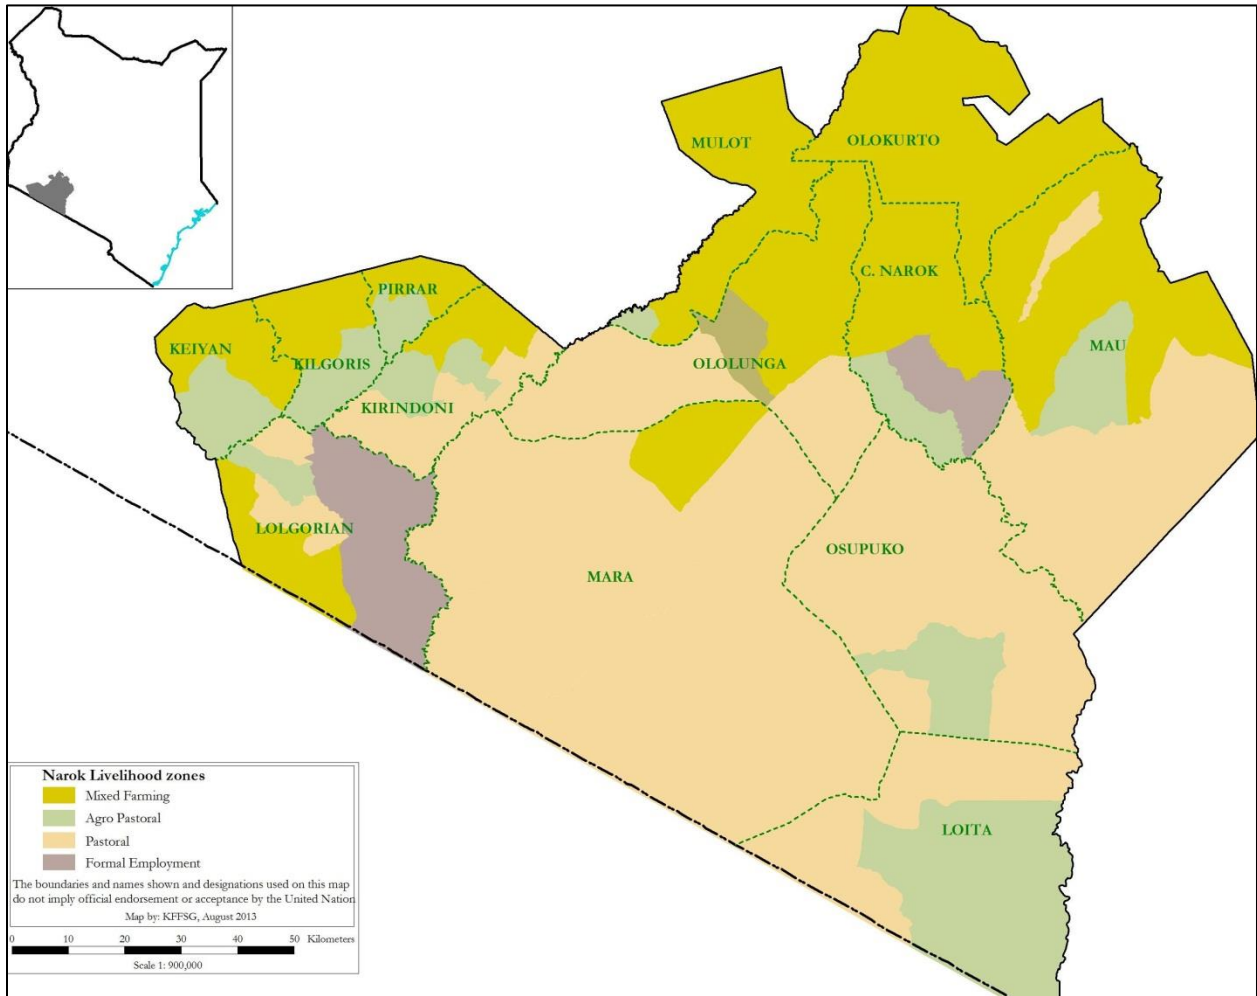 MULOT
OLOKURTO
C. NAROK
PIRRAR
KEIYAN
KILGORIS
OLOLUNGA
MAU
KIRINDONI
LOLGORIAN
OSUPUKO
MARA
LOITA
Narok Livelihood zones
Mixed Farming
Agro Pastoral
Pastoral
Formal Employment
The boundaries and names shown and designations used on this map
do not imply official endorsement or acceptance by the United Nation
Map by: KFFSG, August 2013
0 10 20 30 40 50 Kilometers
Scale 1: 900,000